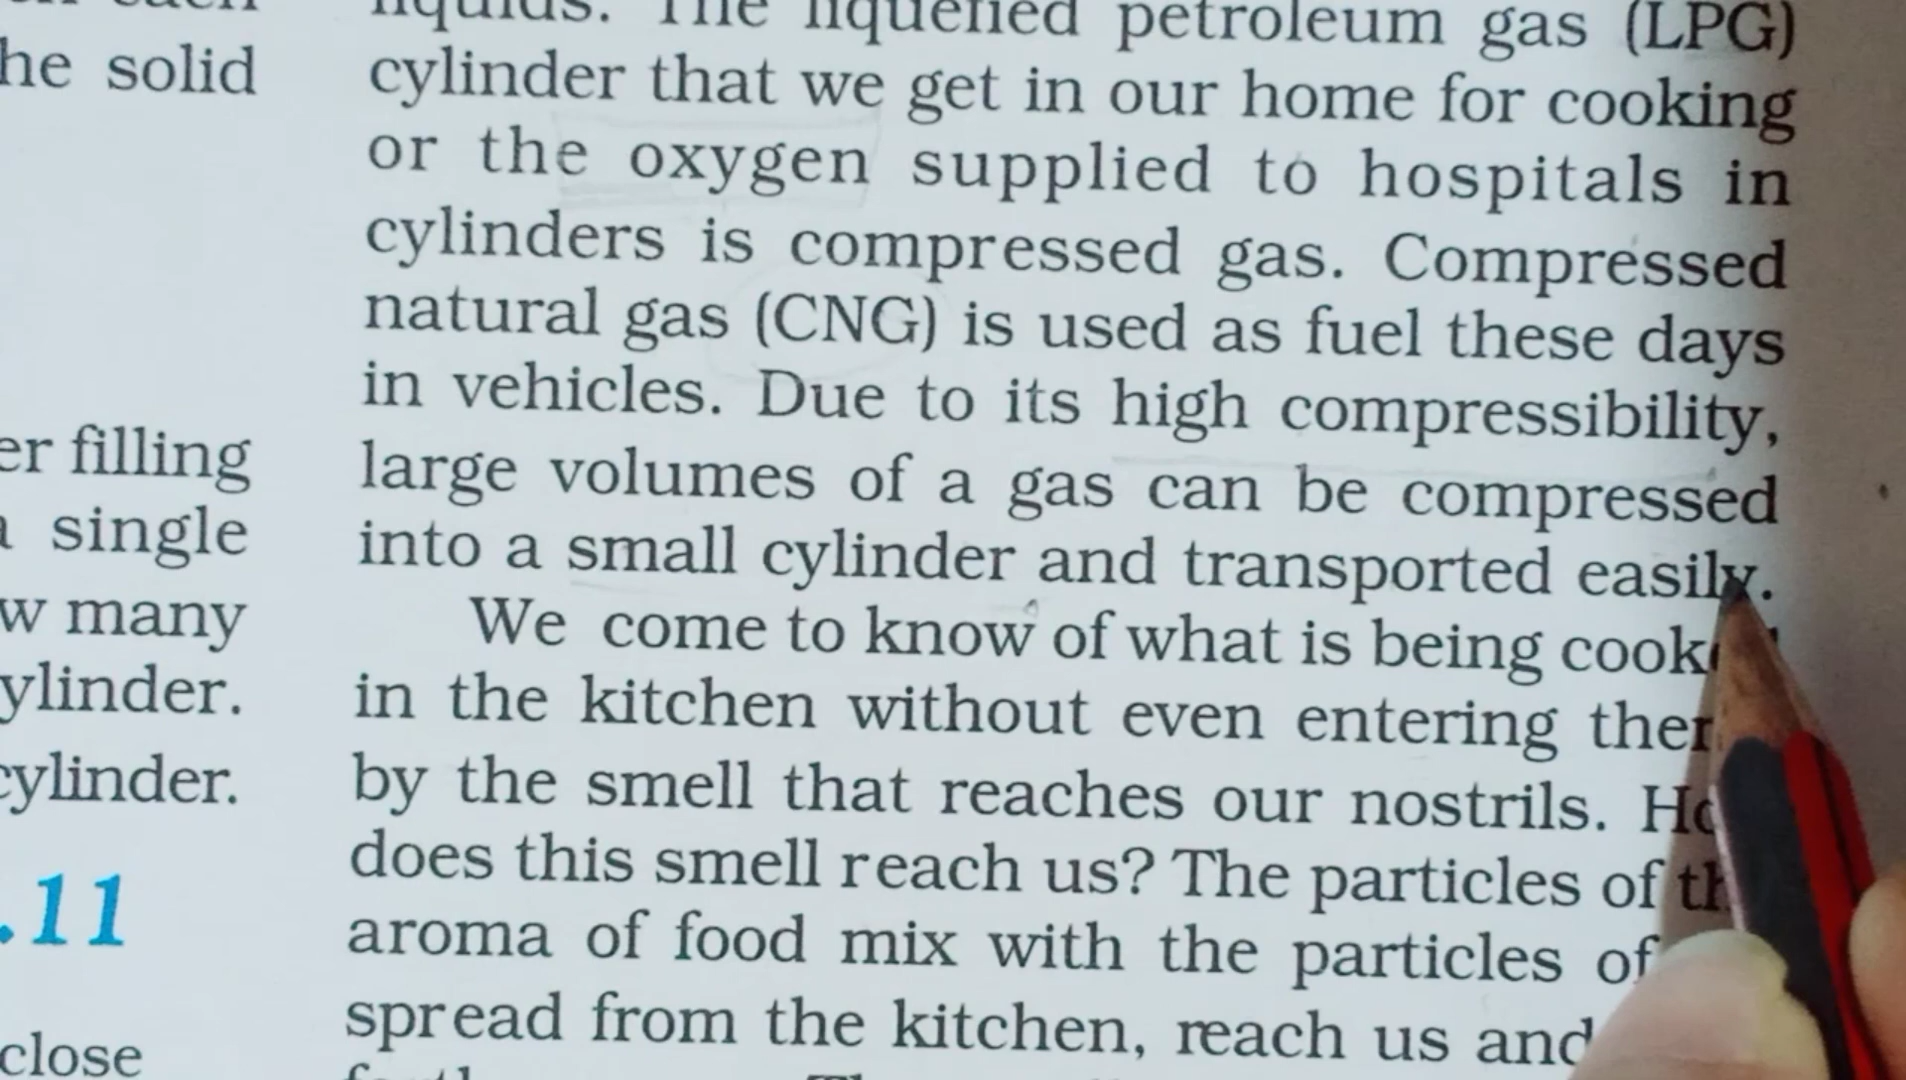 he solid
er filling
single
w many
ylinder.
cylinder.
.11
close
liquids. The liquefied petroleum gas (LPG)
cylinder that we get in our home for cooking
or the oxygen supplied to hospitals in
cylinders is compressed gas. Compressed
natural gas (CNG) is used as fuel these days
in vehicles. Due to its high compressibility,
large volumes of a gas can be compressed
into a small cylinder and transported easily.
We come to know of what is being
in the kitchen without even entering
by the smell that reaches our nostrils.
does this smell reach us? The particles of
aroma of food mix with the particles of
spread from the kitchen, reach us and